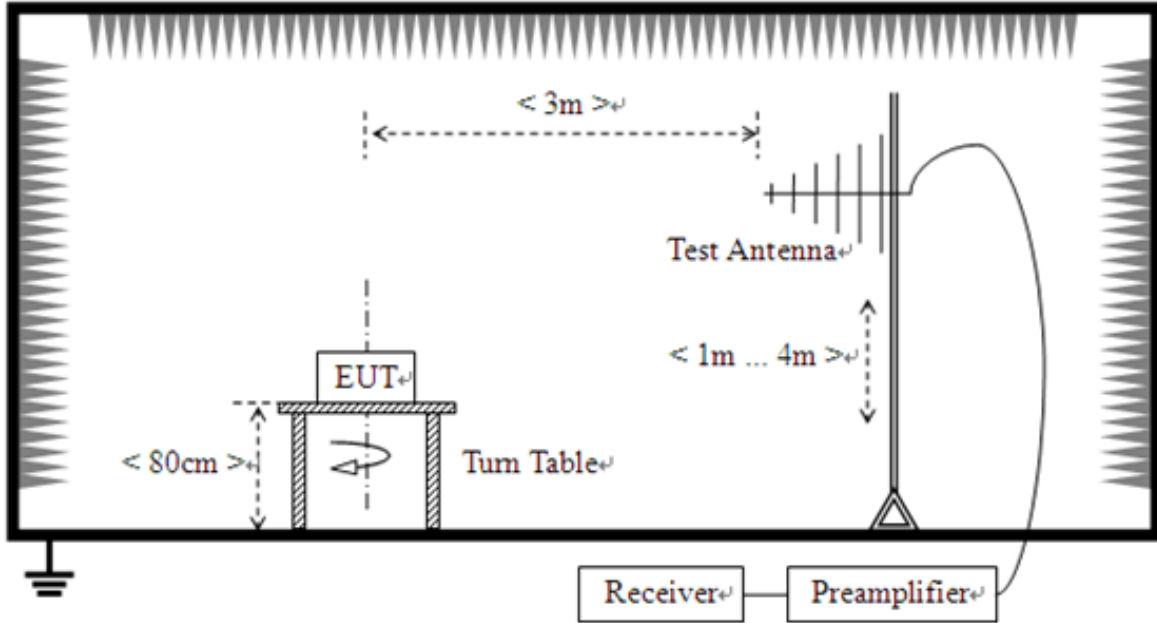 < 3m >↵
Test Antenna↵
< 1m ... 4m >↵
EUT↵
< 80cm >↵
Turn Table↵
Receiver↵
Preamplifier↵